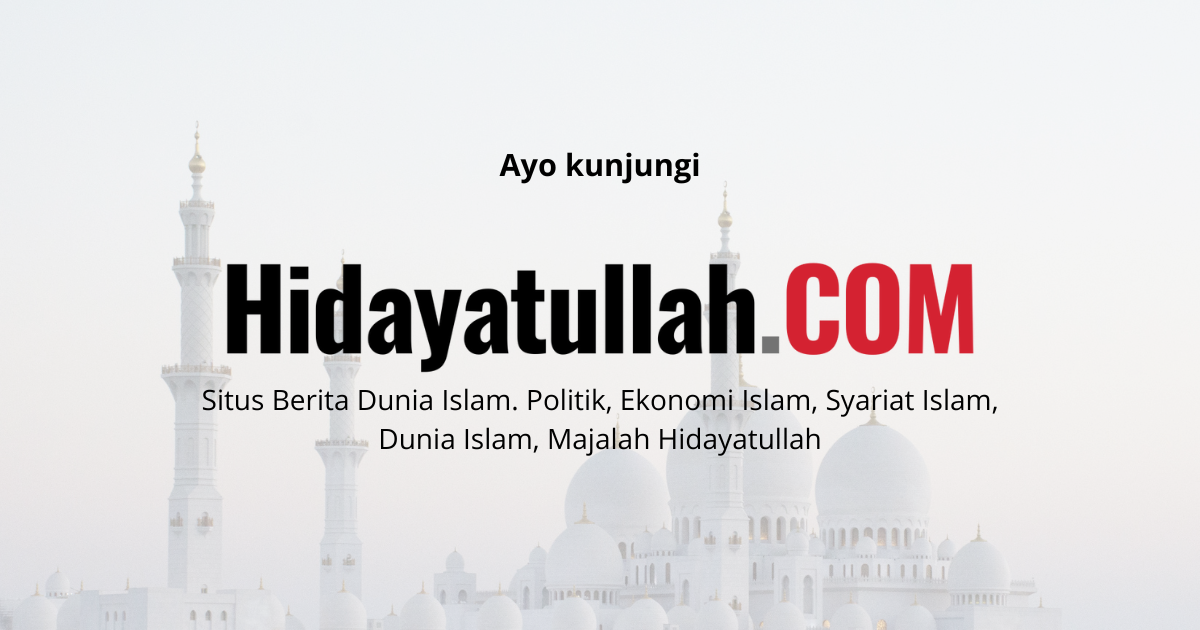 Ayo kunjungi
Hidayatullah.COM
Situs Berita Dunia Islam. Politik, Ekonomi Islam, Syariat Islam,
Dunia Islam, Majalah Hidayatullah